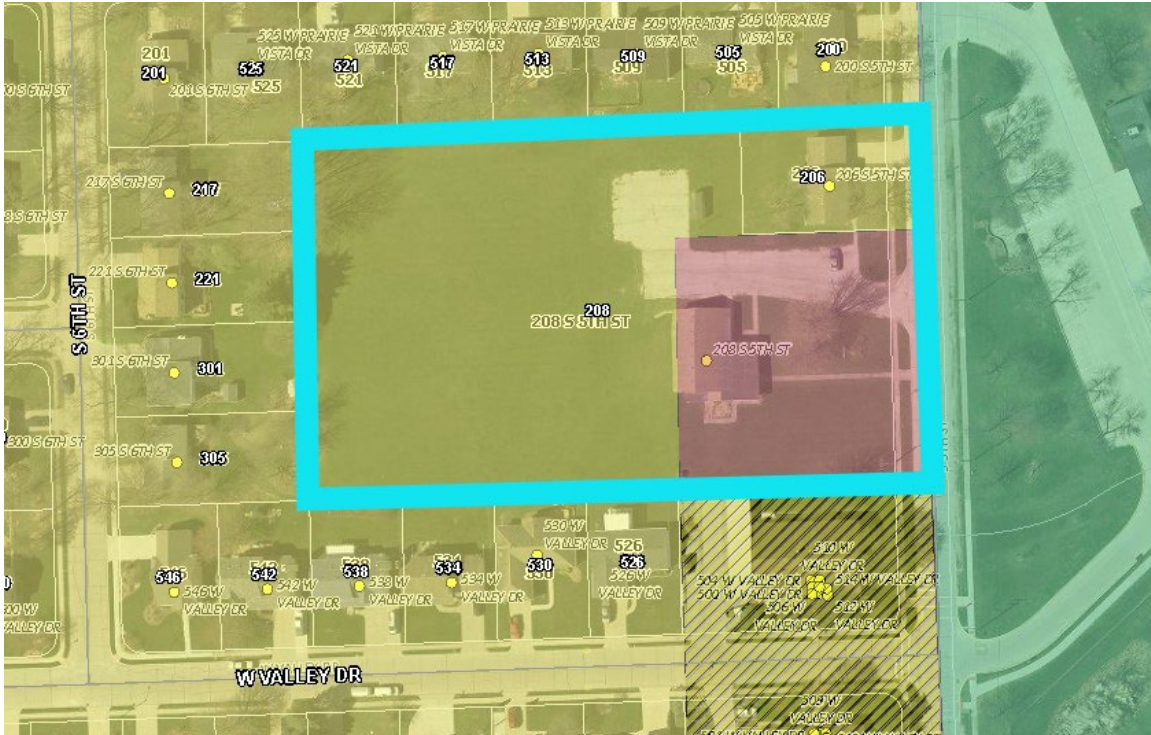 525 W PRAIRIE
VISTA DR
521 W PRAIRIE
VISTA DR
517 W PRAIRIE
VISTA DR
513 W PRAIRIE
VISTA DR
509 W PRAIRIE
VISTA DR
505 W PRAIRIE
VISTA DR
201
201
201 S 6TH ST
525
525
521
521
517
517
513
513
509
509
505
505
200
200 S 5TH ST
217 S 6TH ST
217
206
206 S 5TH ST
221 S 6TH ST
221
S 6TH ST
208
208 S 5TH ST
208 S 5TH ST
301 S 6TH ST
301
300 S 6TH ST
305 S 6TH ST
305
546
546 W
VALLEY DR
542
542 W
VALLEY DR
538
538 W
VALLEY DR
534
534 W
VALLEY DR
530 W
VALLEY DR
530
526
526
526 W
VALLEY DR
510 W
VALLEY DR
504 W VALLEY DR
514 W VALLEY DR
500 W VALLEY DR
506 W
VALLEY DR
512 W
VALLEY DR
W VALLEY DR
VALLEY DR